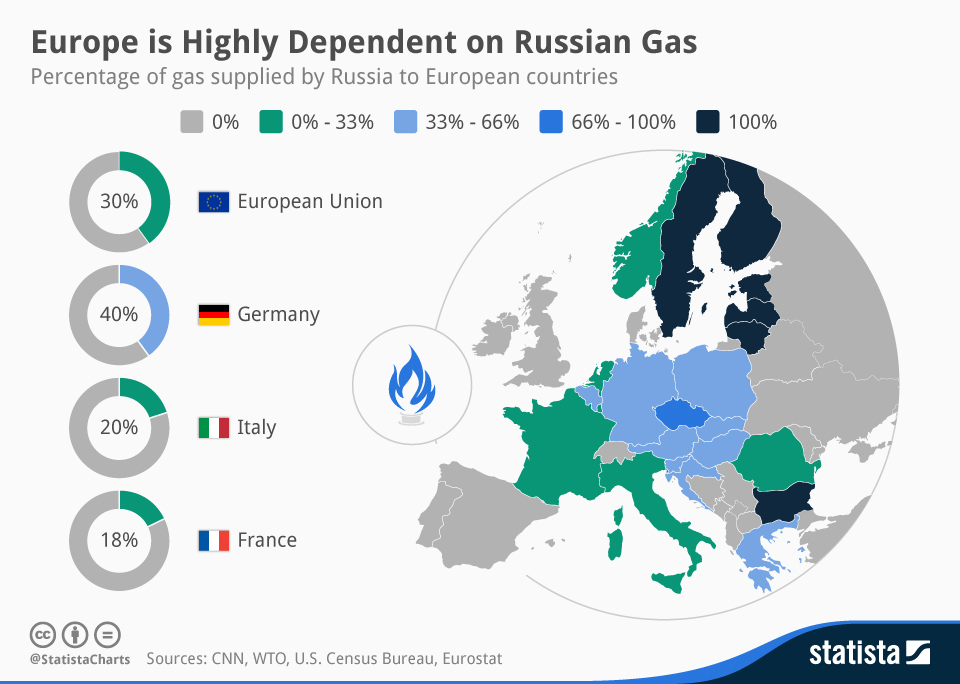 Europe is Highly Dependent on Russian Gas
Percentage of gas supplied by Russia to European countries
0% 0% - 33% 33% - 66% 66% - 100% 100%
30% European Union
40% Germany
20% Italy
18% France
@StatistaCharts Sources: CNN, WTO, U.S. Census Bureau, Eurostat
statista